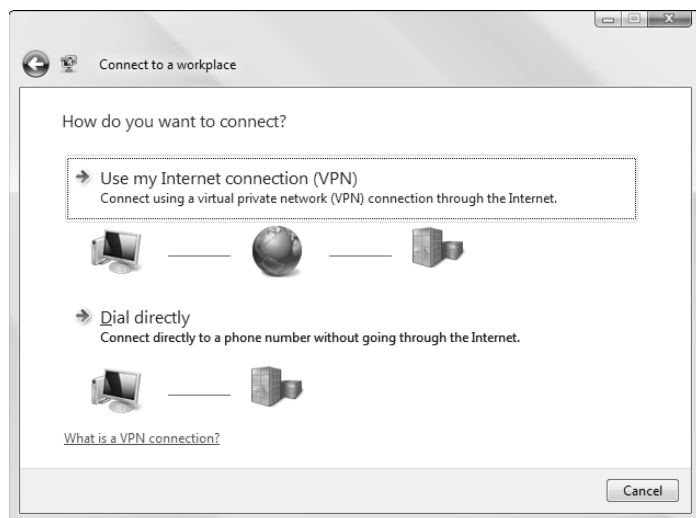 Connect to a workplace
How do you want to connect?
Use my Internet connection (VPN)
Connect using a virtual private network (VPN) connection through the Internet.
Dial directly
Connect directly to a phone number without going through the Internet.
What is a VPN connection?
Cancel